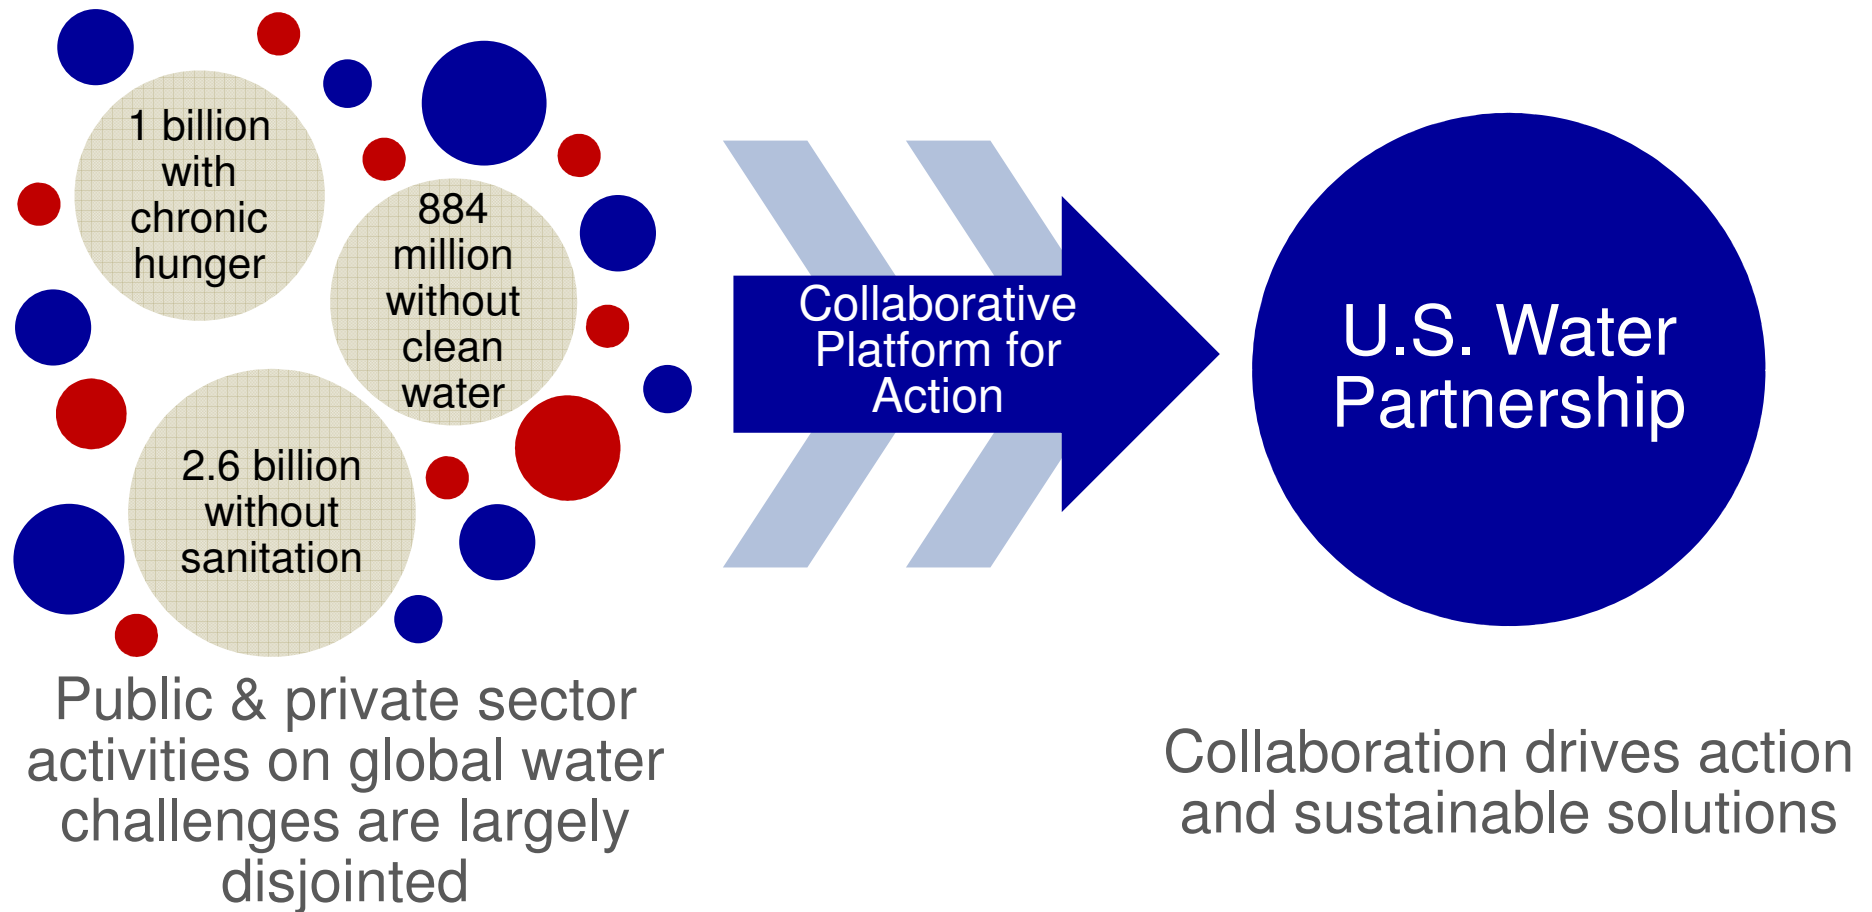 1 billion
with
chronic
hunger
884
million
without
clean
water
2.6 billion
without
sanitation
Public & private sector
activities on global water
challenges are largely
disjointed
Collaborative
Platform for
Action
U.S. Water
Partnership
Collaboration drives action
and sustainable solutions